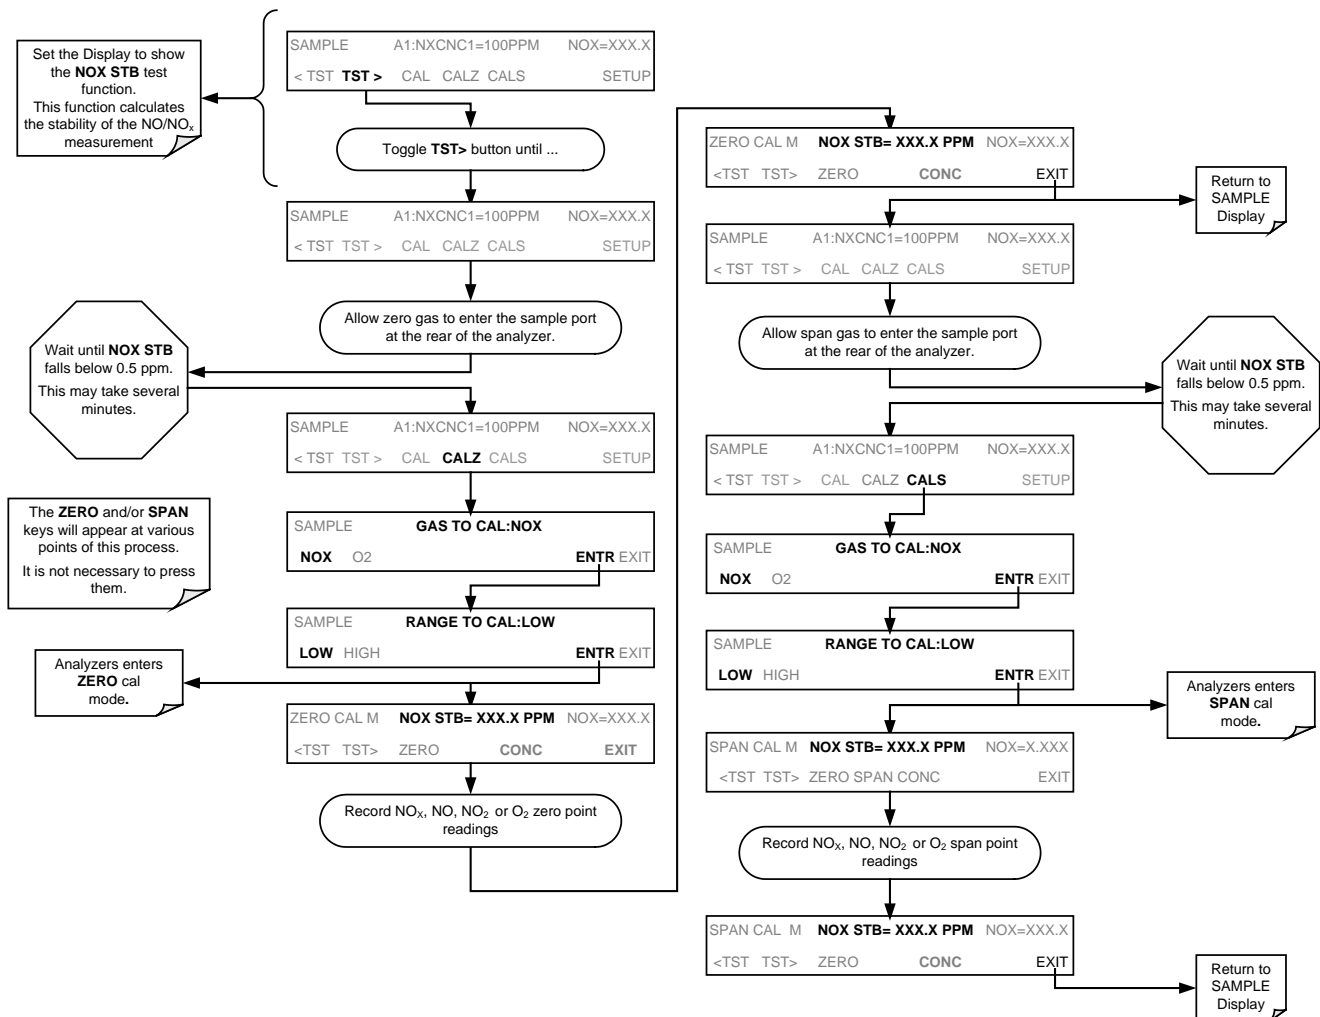 Set the Display to show
the NOX STB test
function.
This function calculates
the stability of the NO/NOx
measurement
SAMPLE A1:NXCNC1=100PPM NOX=XXX.X
< TST TST > CAL CALZ CALS SETUP
Toggle TST> button until ...
SAMPLE A1:NXCNC1=100PPM NOX=XXX.X
< TST TST > CAL CALZ CALS SETUP
Allow zero gas to enter the sample port
at the rear of the analyzer.
Wait until NOX STB
falls below 0.5 ppm.
This may take several
minutes.
SAMPLE A1:NXCNC1=100PPM NOX=XXX.X
< TST TST > CAL CALZ CALS SETUP
The ZERO and/or SPAN
keys will appear at various
points of this process.
It is not necessary to press
them.
SAMPLE GAS TO CAL:NOX
NOX O2 ENTR EXIT
SAMPLE RANGE TO CAL:LOW
LOW HIGH ENTR EXIT
Analyzers enters
ZERO cal
mode.
ZERO CAL M NOX STB= XXX.X PPM NOX=XXX.X
<TST TST> ZERO CONC EXIT
Record NOX, NO, NO2 or O2 zero point
readings
ZERO CAL M NOX STB= XXX.X PPM NOX=XXX.X
<TST TST> ZERO CONC EXIT
Return to
SAMPLE
Display
SAMPLE A1:NXCNC1=100PPM NOX=XXX.X
< TST TST > CAL CALZ CALS SETUP
Allow span gas to enter the sample port
at the rear of the analyzer.
Wait until NOX STB
falls below 0.5 ppm.
This may take several
minutes.
SAMPLE A1:NXCNC1=100PPM NOX=XXX.X
< TST TST > CAL CALZ CALS SETUP
SAMPLE GAS TO CAL:NOX
NOX O2 ENTR EXIT
SAMPLE RANGE TO CAL:LOW
LOW HIGH ENTR EXIT
Analyzers enters
SPAN cal
mode.
SPAN CAL M NOX STB= XXX.X PPM NOX=X.XXX
<TST TST> ZERO SPAN CONC EXIT
Record NOX, NO, NO2 or O2 span point
readings
SPAN CAL M NOX STB= XXX.X PPM NOX=XXX.X
<TST TST> ZERO CONC EXIT
Return to
SAMPLE
Display